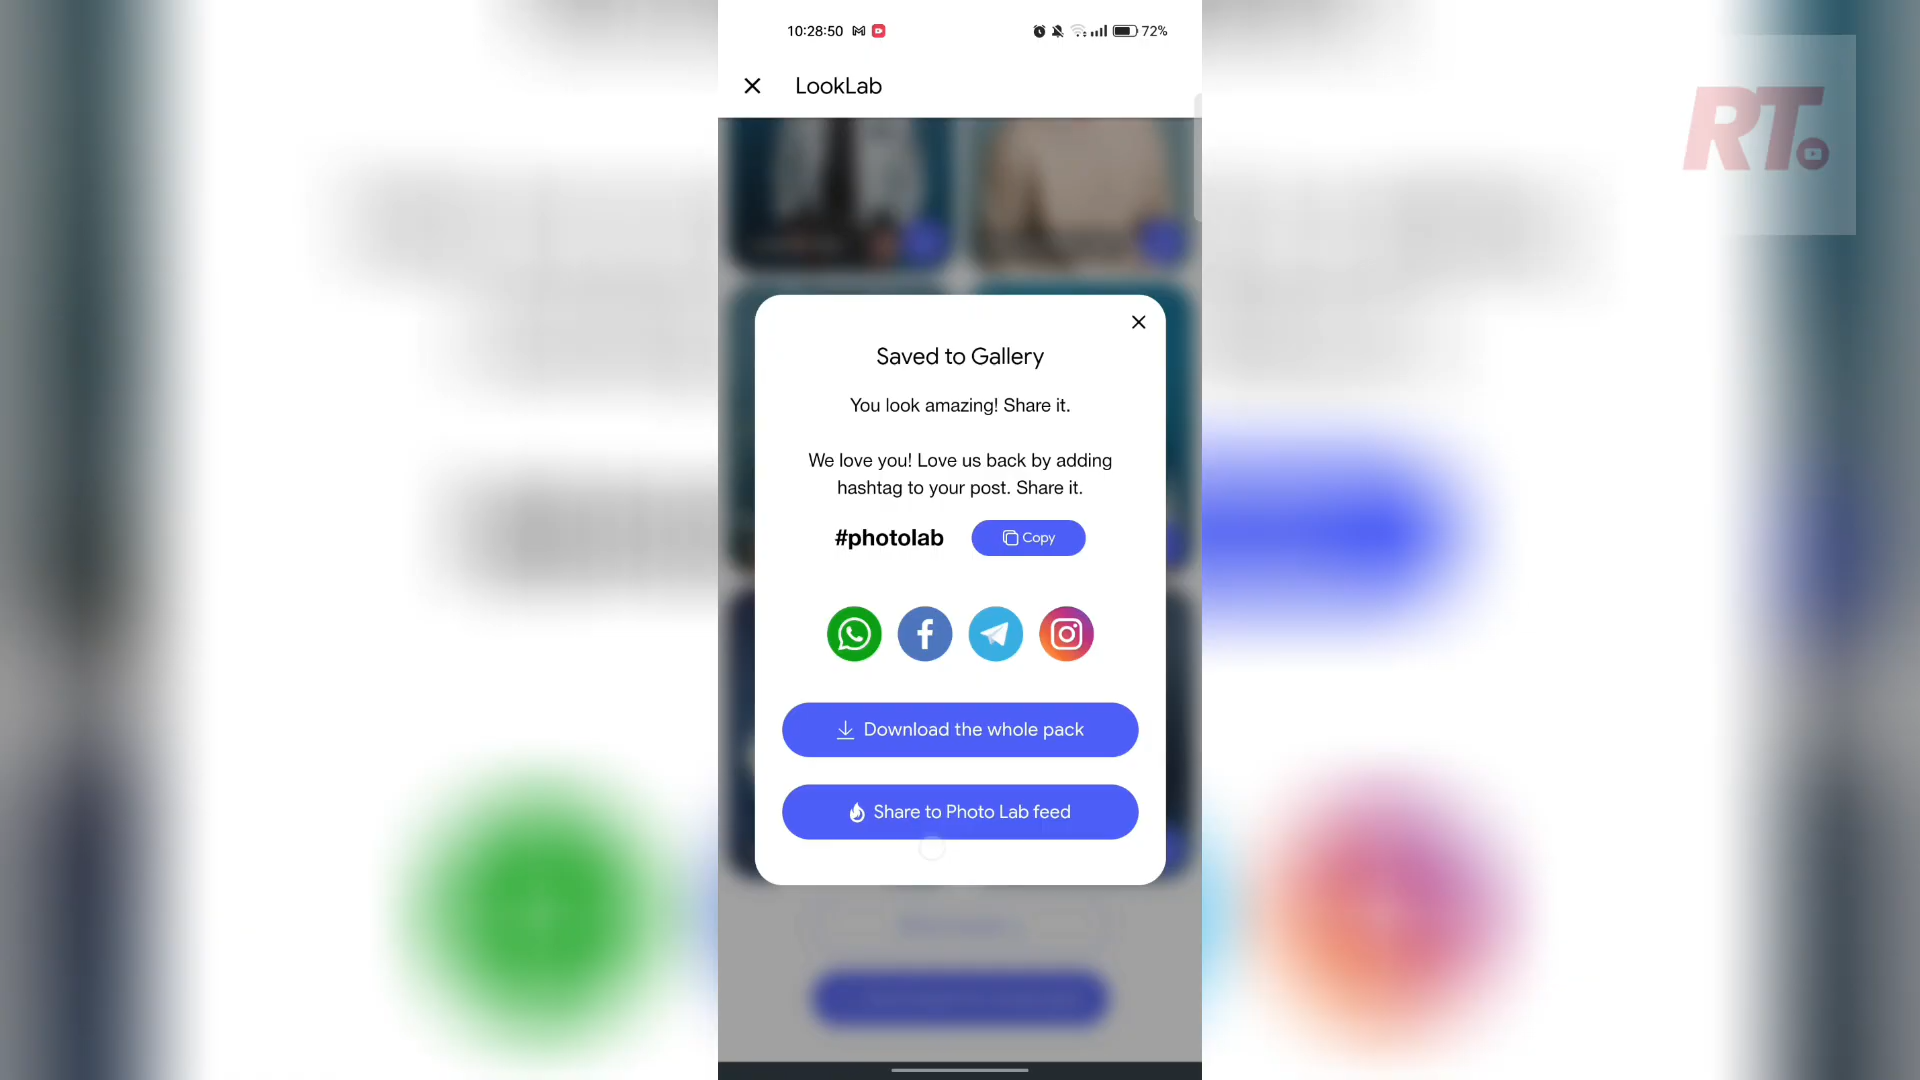 10:28:50
72%
LookLab
RT
Saved to Gallery
You look amazing! Share it.
We love you! Love us back by adding
hashtag to your post. Share it.
#photolab
Copy
Download the whole pack
Share to Photo Lab feed